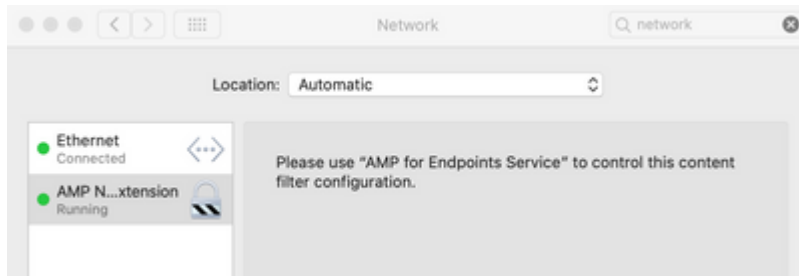 Network
network
Location: Automatic
Ethernet
Connected
AMP N...xtension
Running
Please use "AMP for Endpoints Service" to control this content
filter configuration.